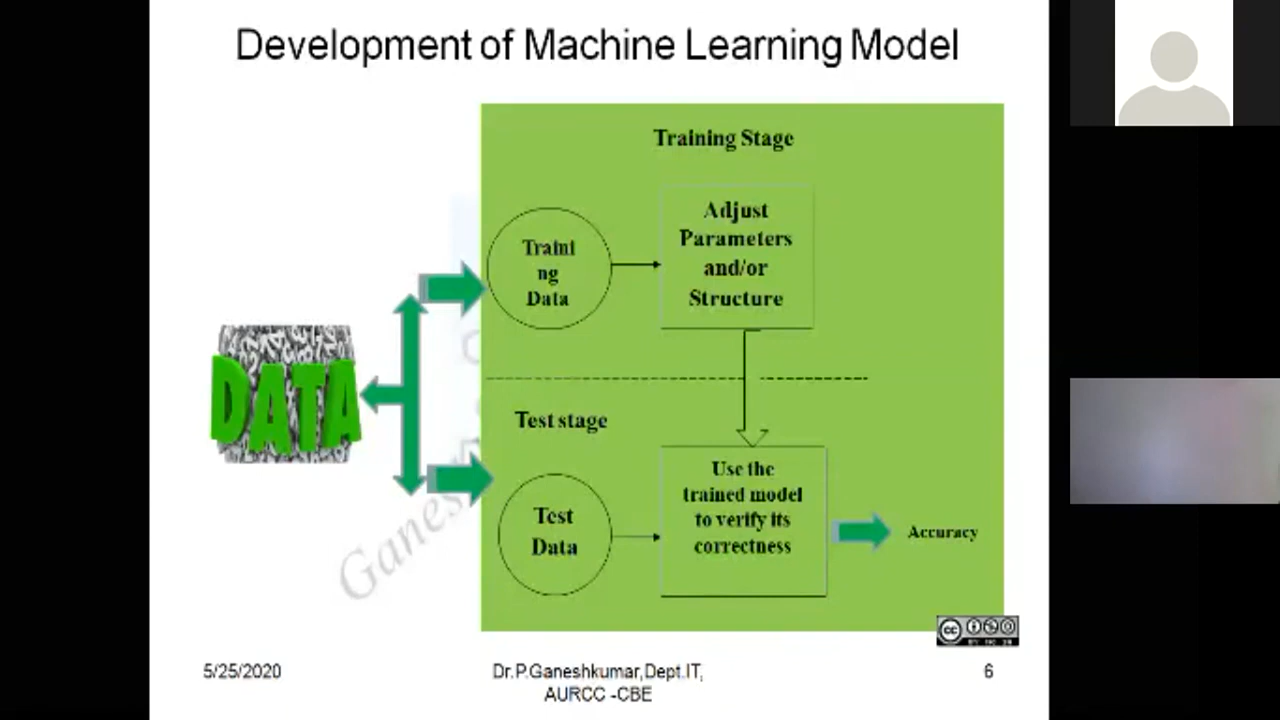 Development of Machine Learning Model
Training Stage
Traini
ng
Data
Adjust
Parameters
and/or
Structure
DATA
Test stage
Test
Data
Use the
trained model
to verify its
correctness
Accuracy
Ganes
cc
5/25/2020
Dr.P.Ganeshkumar,Dept.IT,
AURCC -CBE
6